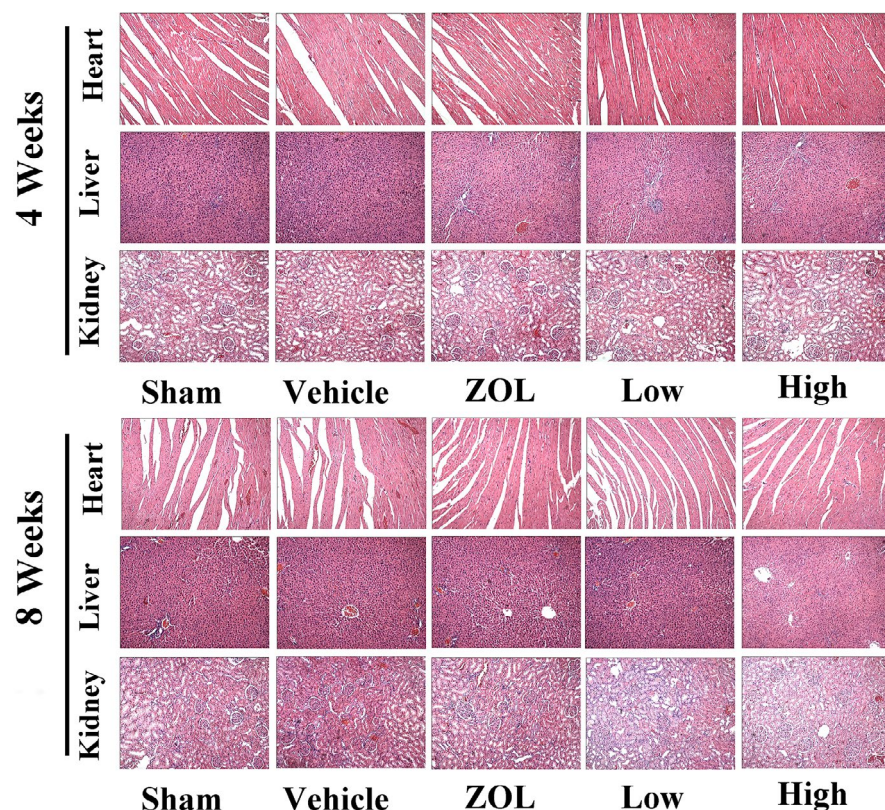 4 Weeks
Heart
Liver
Kidney
Sham Vehicle ZOL Low High
8 Weeks
Heart
Liver
Kidney
Sham Vehicle ZOL Low High